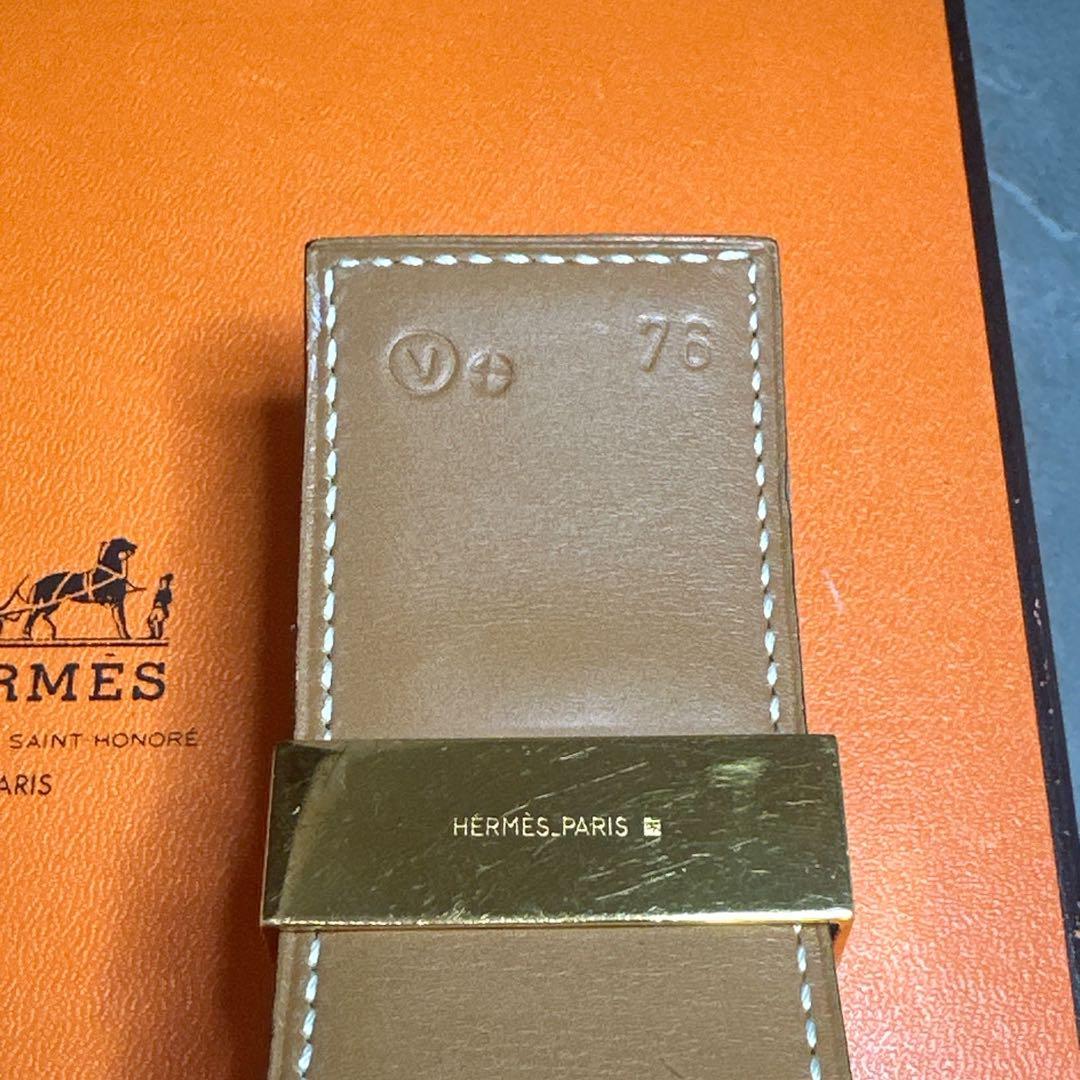 V 76
RMÈS
SAINT-HONORÉ
ARIS
HERMÈS_PARIS